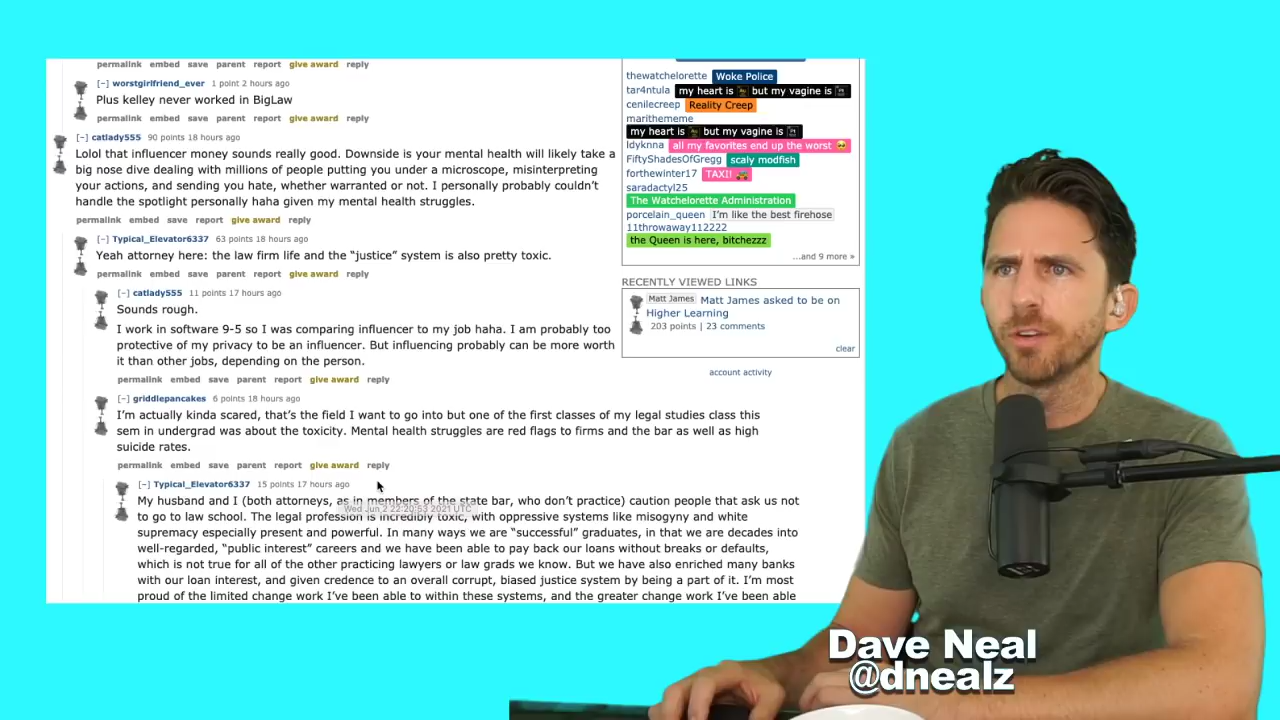 permalink embed save parent report give award reply
[–] worstgirlfriend_ever 1 point 2 hours ago
Plus kelley never worked in BigLaw
permalink embed save parent report give award reply
[–] catlady555 90 points 18 hours ago
Lolol that influencer money sounds really good. Downside is your mental health will likely take a
big nose dive dealing with millions of people putting you under a microscope, misinterpreting
your actions, and sending you hate, whether warranted or not. I personally probably couldn't
handle the spotlight personally haha given my mental health struggles.
permalink embed save report give award reply
[–] Typical_Elevator6337 63 points 18 hours ago
Yeah attorney here: the law firm life and the “justice” system is also pretty toxic.
permalink embed save parent report give award reply
[–] catlady555 11 points 17 hours ago
Sounds rough.
I work in software 9-5 so I was comparing influencer to my job haha. I am probably too
protective of my privacy to be an influencer. But influencing probably can be more worth
it than other jobs, depending on the person.
permalink embed save parent report give award reply
[–] griddlepancakes 6 points 18 hours ago
I'm actually kinda scared, that's the field I want to go into but one of the first classes of my legal studies class this
sem in undergrad was about the toxicity. Mental health struggles are red flags to firms and the bar as well as high
suicide rates.
permalink embed save parent report give award reply
[–] Typical_Elevator6337 15 points 17 hours ago
My husband and I (both attorneys, as in members of the state bar, who don't practice) caution people that ask us not
Wed Jun 2 22:20:53 2021 UTC
to go to law school. The legal profession is incredibly toxic, with oppressive systems like misogyny and white
supremacy especially present and powerful. In many ways we are “successful” graduates, in that we are decades into
well-regarded, “public interest” careers and we have been able to pay back our loans without breaks or defaults,
which is not true for all of the other practicing lawyers or law grads we know. But we have also enriched many banks
with our loan interest, and given credence to an overall corrupt, biased justice system by being a part of it. I'm most
proud of the limited change work I've been able to within these systems, and the greater change work I've been able
thewatchelorette Woke Police
tar4ntula my heart is but my vagine is
cenilecreep Reality Creep
marithememe
my heart is but my vagine is
ldyknna all my favorites end up the worst
FiftyShadesOfGregg scaly modfish
forthewinter17 TAXI!
saradactyl25
The Watchelorette Administration
porcelain_queen I'm like the best firehose
11throwaway112222
the Queen is here, bitchezzz
...and 9 more »
RECENTLY VIEWED LINKS
Matt James Matt James asked to be on
Higher Learning
203 points | 23 comments
clear
account activity
Dave Neal
@dnealz